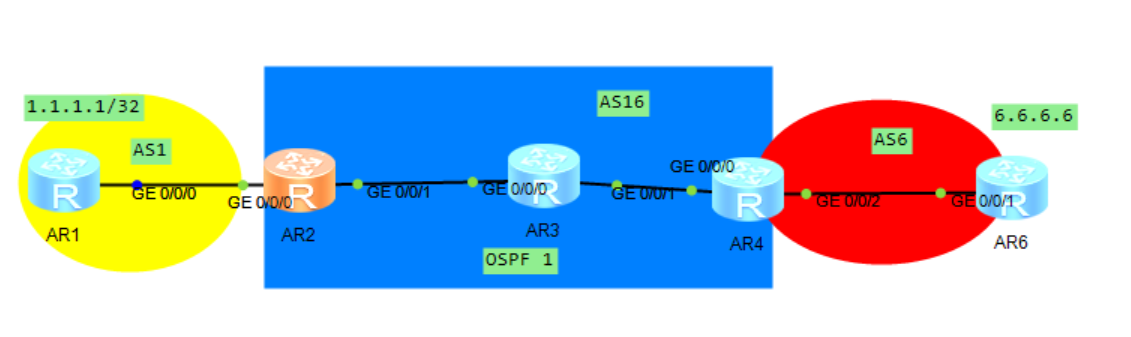 1.1.1.1/32
AS16
6.6.6.6
AS1
AS6
R
R
R
R
R
GE 0/0/0
GE 0/0/0
GE 0/0/1
GE 0/0/0
GE 0/0/1
GE 0/0/0
GE 0/0/2
GE 0/0/1
AR1
AR2
AR3
AR4
AR6
OSPF 1